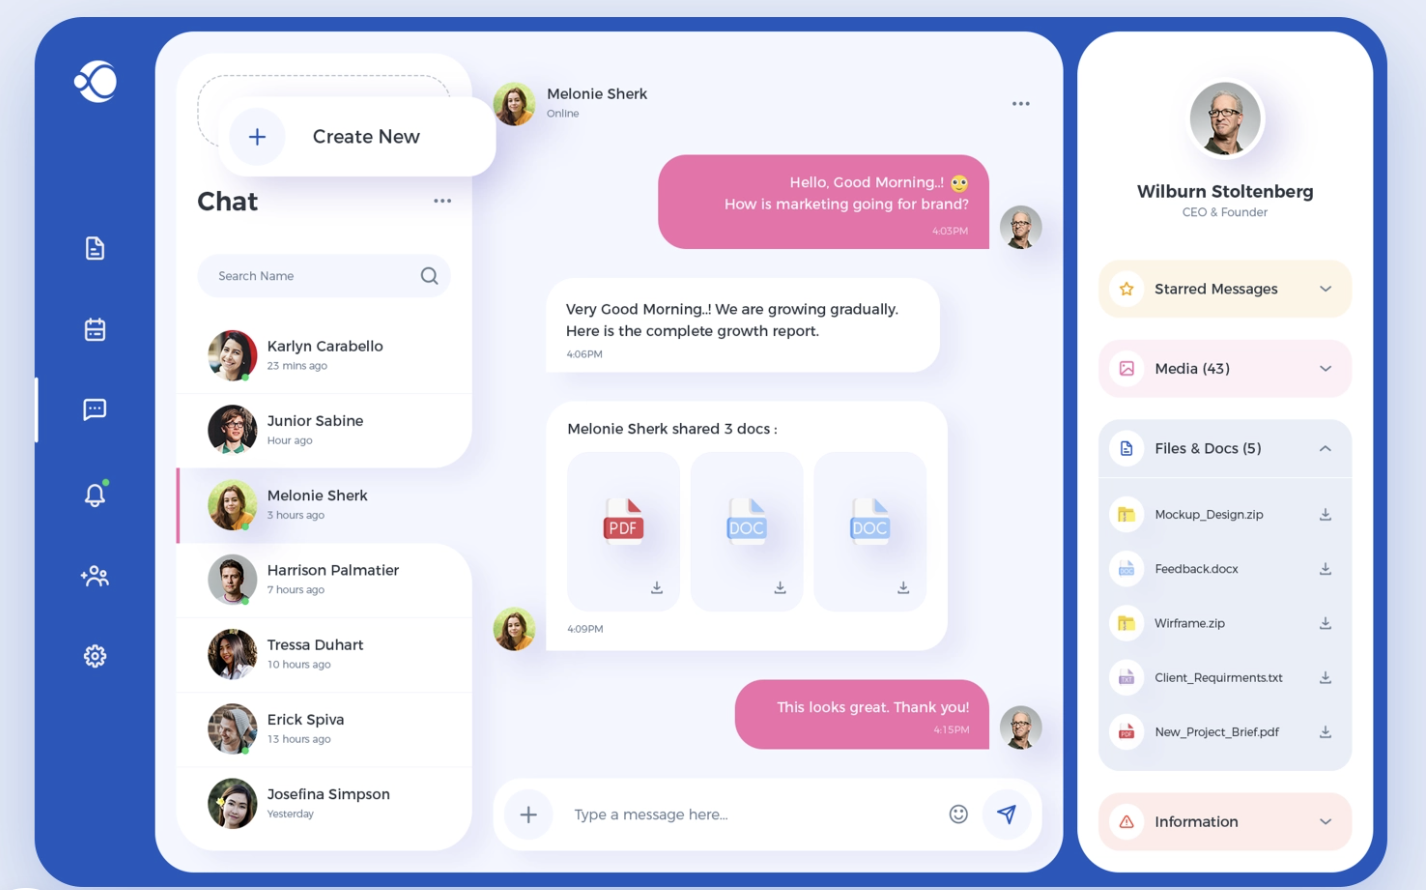 Create New
Chat
Search Name
Karlyn Carabello
23 mins ago
Junior Sabine
Hour ago
Melonie Sherk
3 hours ago
Harrison Palmatier
7 hours ago
Tressa Duhart
10 hours ago
Erick Spiva
13 hours ago
Josefina Simpson
Yesterday
Melonie Sherk
Online
Hello, Good Morning..!
How is marketing going for brand?
4:03PM
Very Good Morning..! We are growing gradually.
Here is the complete growth report.
4:06PM
Melonie Sherk shared 3 docs :
PDF
DOC
DOC
4:09PM
This looks great. Thank you!
4:15PM
Type a message here...
Wilburn Stoltenberg
CEO & Founder
Starred Messages
Media (43)
Files & Docs (5)
Mockup_Design.zip
DOC
Feedback.docx
Wirframe.zip
Client_Requirments.txt
PDF
New_Project_Brief.pdf
Information